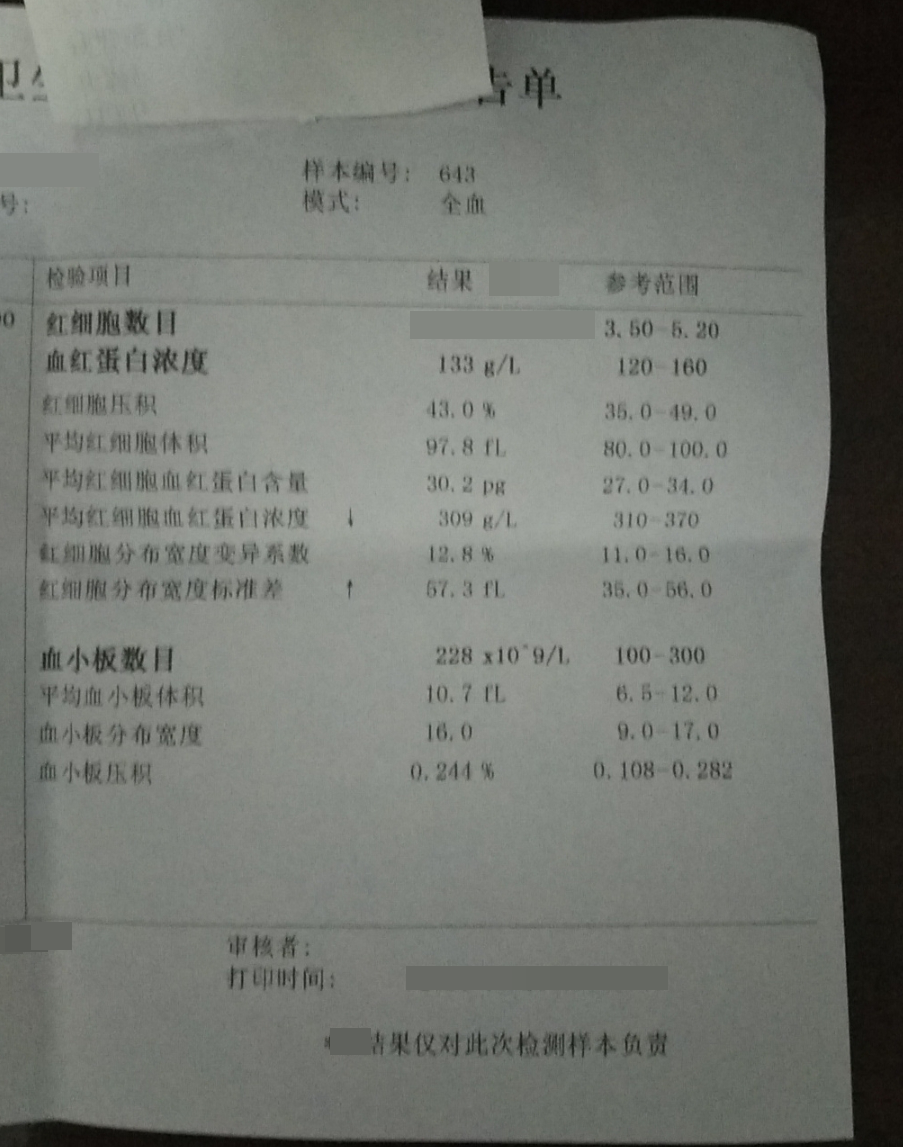 告单
样本编号: 643
号:
模式: 全血
检验项目 结果 参考范围
红细胞数目 3.50-5.20
血红蛋白浓度 133 g/L 120-160
红细胞压积 43.0 % 35.0-49.0
平均红细胞体积 97.8 fL 80.0-100.0
平均红细胞血红蛋白含量 30.2 pg 27.0-34.0
平均红细胞血红蛋白浓度 ↓ 309 g/L 310-370
红细胞分布宽度变异系数 12.8 % 11.0-16.0
红细胞分布宽度标准差 ↑ 57.3 fL 35.0-56.0
血小板数目 228 x10^9/L 100-300
平均血小板体积 10.7 fL 6.5-12.0
血小板分布宽度 16.0 9.0-17.0
血小板压积 0.244 % 0.108-0.282
审核者:
打印时间:
结果仅对此次检测样本负责